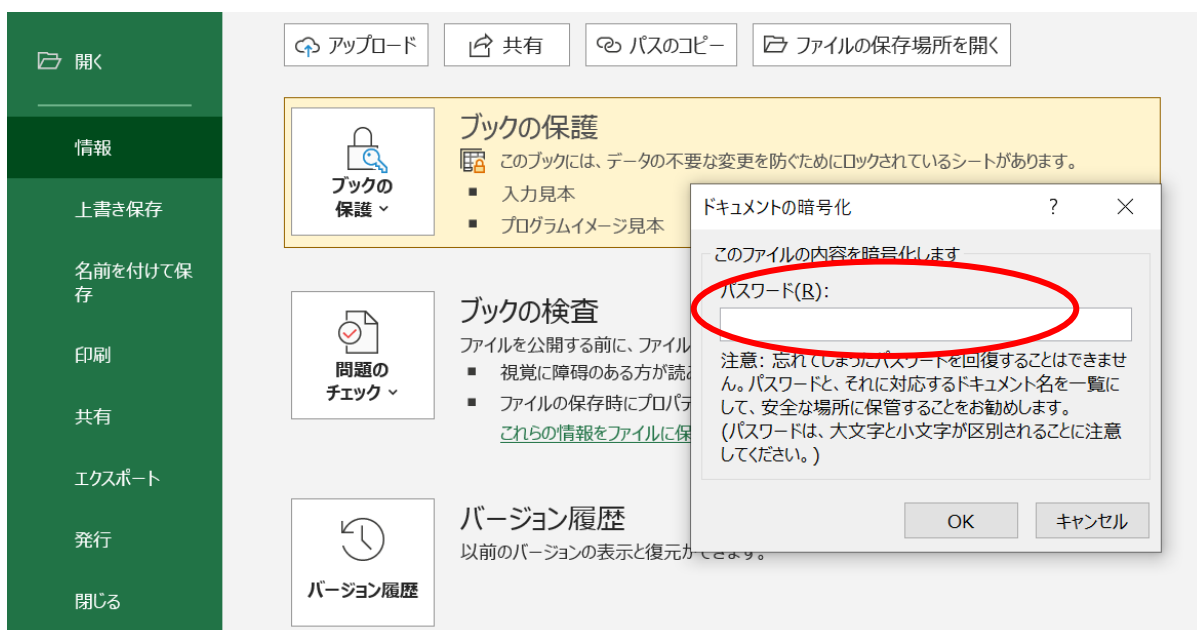 開く
情報
上書き保存
名前を付けて保
存
印刷
共有
エクスポート
発行
閉じる
アップロード
共有
パスのコピー
ファイルの保存場所を開く
ブックの
保護
ブックの保護
このブックには、データの不要な変更を防ぐためにロックされているシートがあります。
■ 入力見本
■ プログラムイメージ見本
問題の
チェック
ブックの検査
ファイルを公開する前に、ファイル
■ 視覚に障碍のある方が読み
■ ファイルの保存時にプロパテ
これらの情報をファイルに保
バージョン履歴
バージョン履歴
以前のバージョンの表示と復元ができます。
ドキュメントの暗号化
?
このファイルの内容を暗号化します
パスワード(R):
注意: 忘れてしまったパスワードを回復することはできませ
ん。パスワードと、それに対応するドキュメント名を一覧に
して、安全な場所に保管することをお勧めします。
(パスワードは、大文字と小文字が区別されることに注意
してください。)
OK
キャンセル